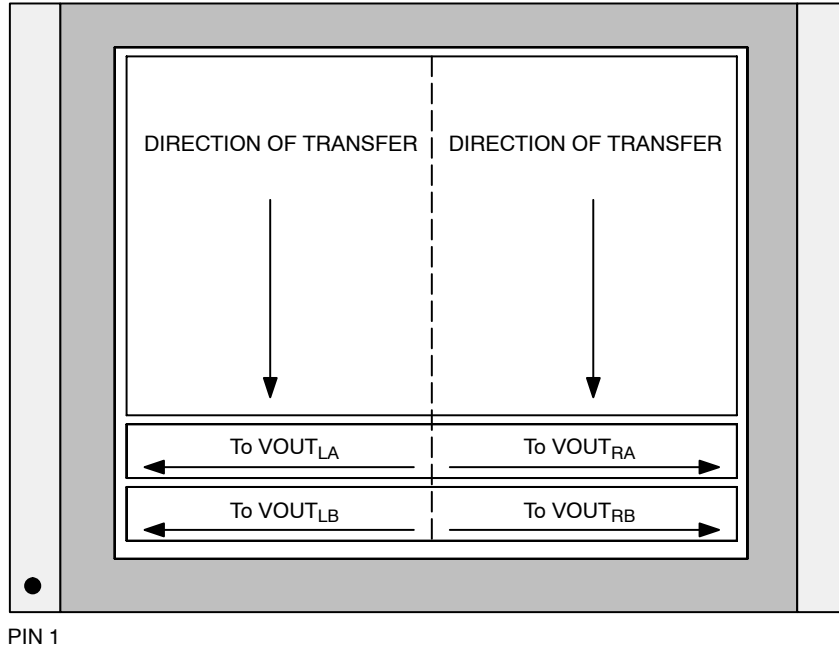 DIRECTION OF TRANSFER
DIRECTION OF TRANSFER
To VOUTLA
To VOUTRA
To VOUTLB
To VOUTRB
PIN 1